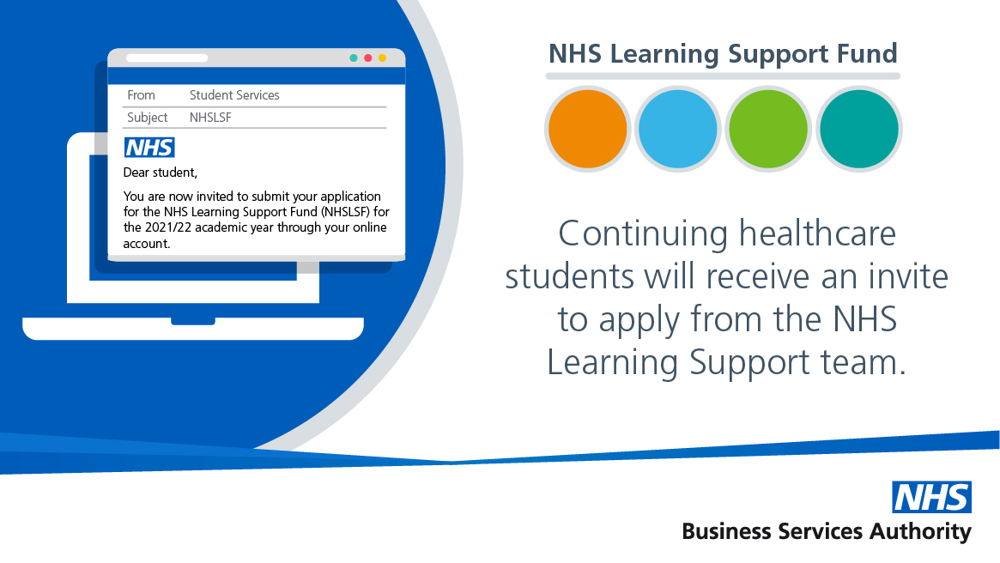 From Student Services
Subject NHSLSF
NHS
Dear student,
You are now invited to submit your application
for the NHS Learning Support Fund (NHSLSF) for
the 2021/22 academic year through your online
account.
NHS Learning Support Fund
Continuing healthcare
students will receive an invite
to apply from the NHS
Learning Support team.
NHS
Business Services Authority